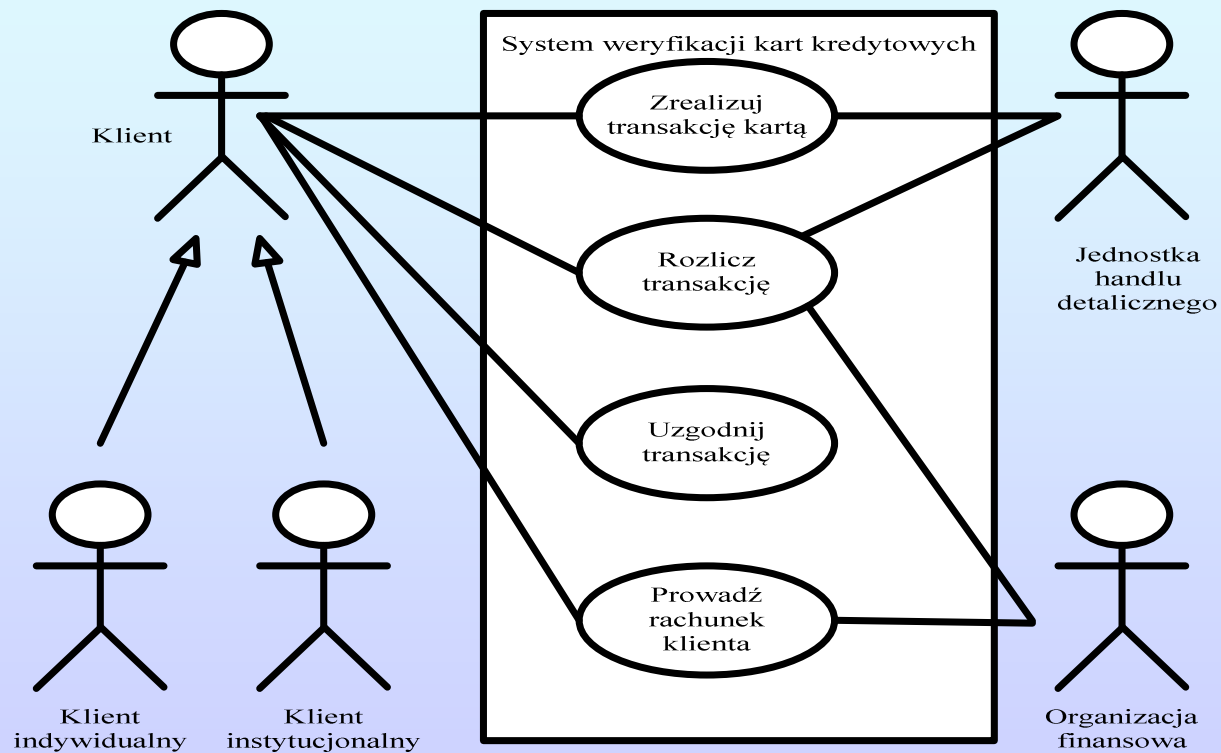 System weryfikacji kart kredytowych
Zrealizuj
transakcję kartą
Klient
Rozlicz
transakcję
Jednostka
handlu
detalicznego
Uzgodnij
transakcję
Prowadź
rachunek
klienta
Klient
indywidualny
Klient
instytucjonalny
Organizacja
finansowa